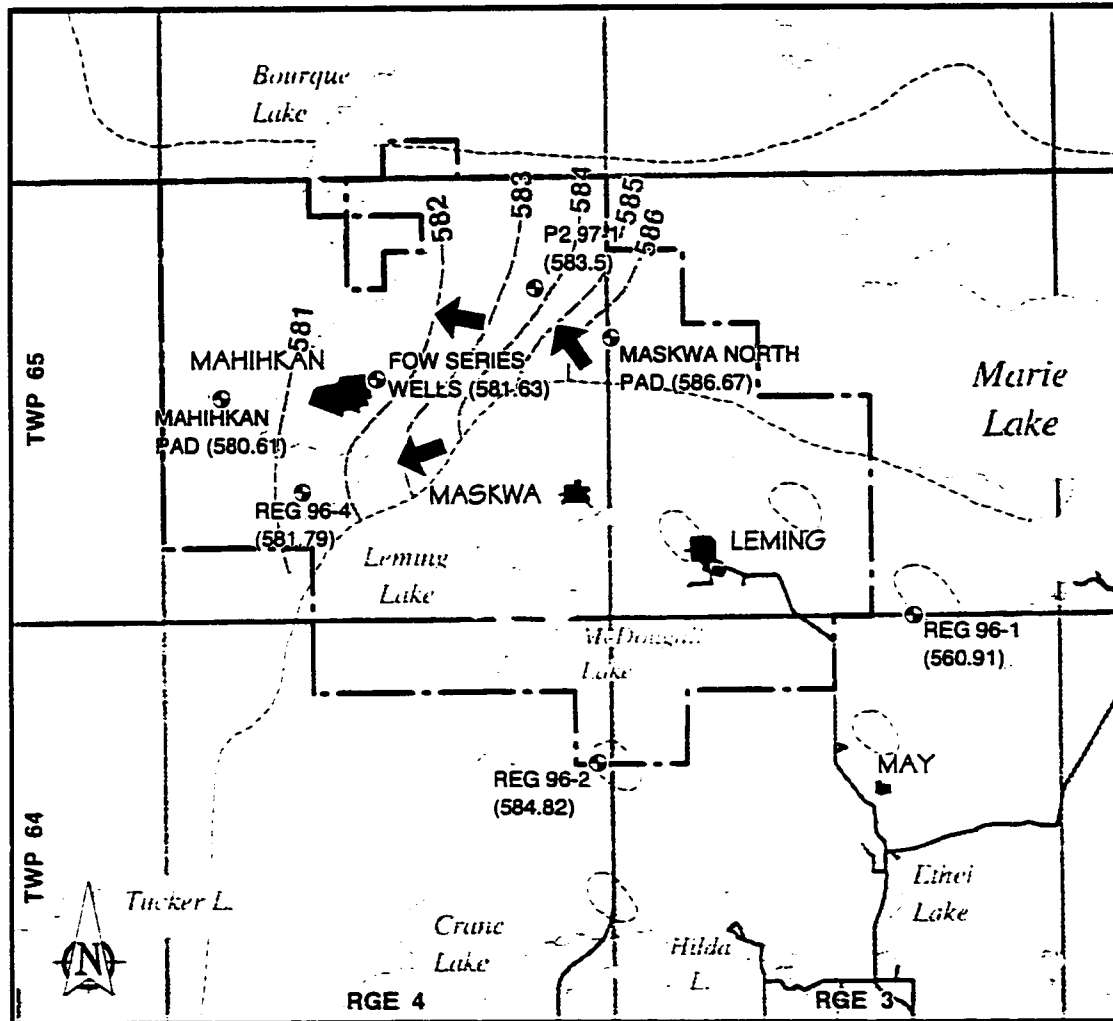 Bourque
Lake
582
583
584
585
586
P2 97-1
(583.5)
581
MAHIHKAN
FOW SERIES
WELLS (581.63)
MASKWA NORTH
PAD (586.67)
Marie
Lake
TWP 65
MAHIHKAN
PAD (580.61)
MASKWA
REG 96-4
(581.79)
LEMING
Leming
Lake
McDougall
Lake
REG 96-1
(560.91)
REG 96-2
(584.82)
MAY
TWP 64
Tucker L.
Ethel
Lake
Crane
Lake
Hilda
L.
N
RGE 4
RGE 3